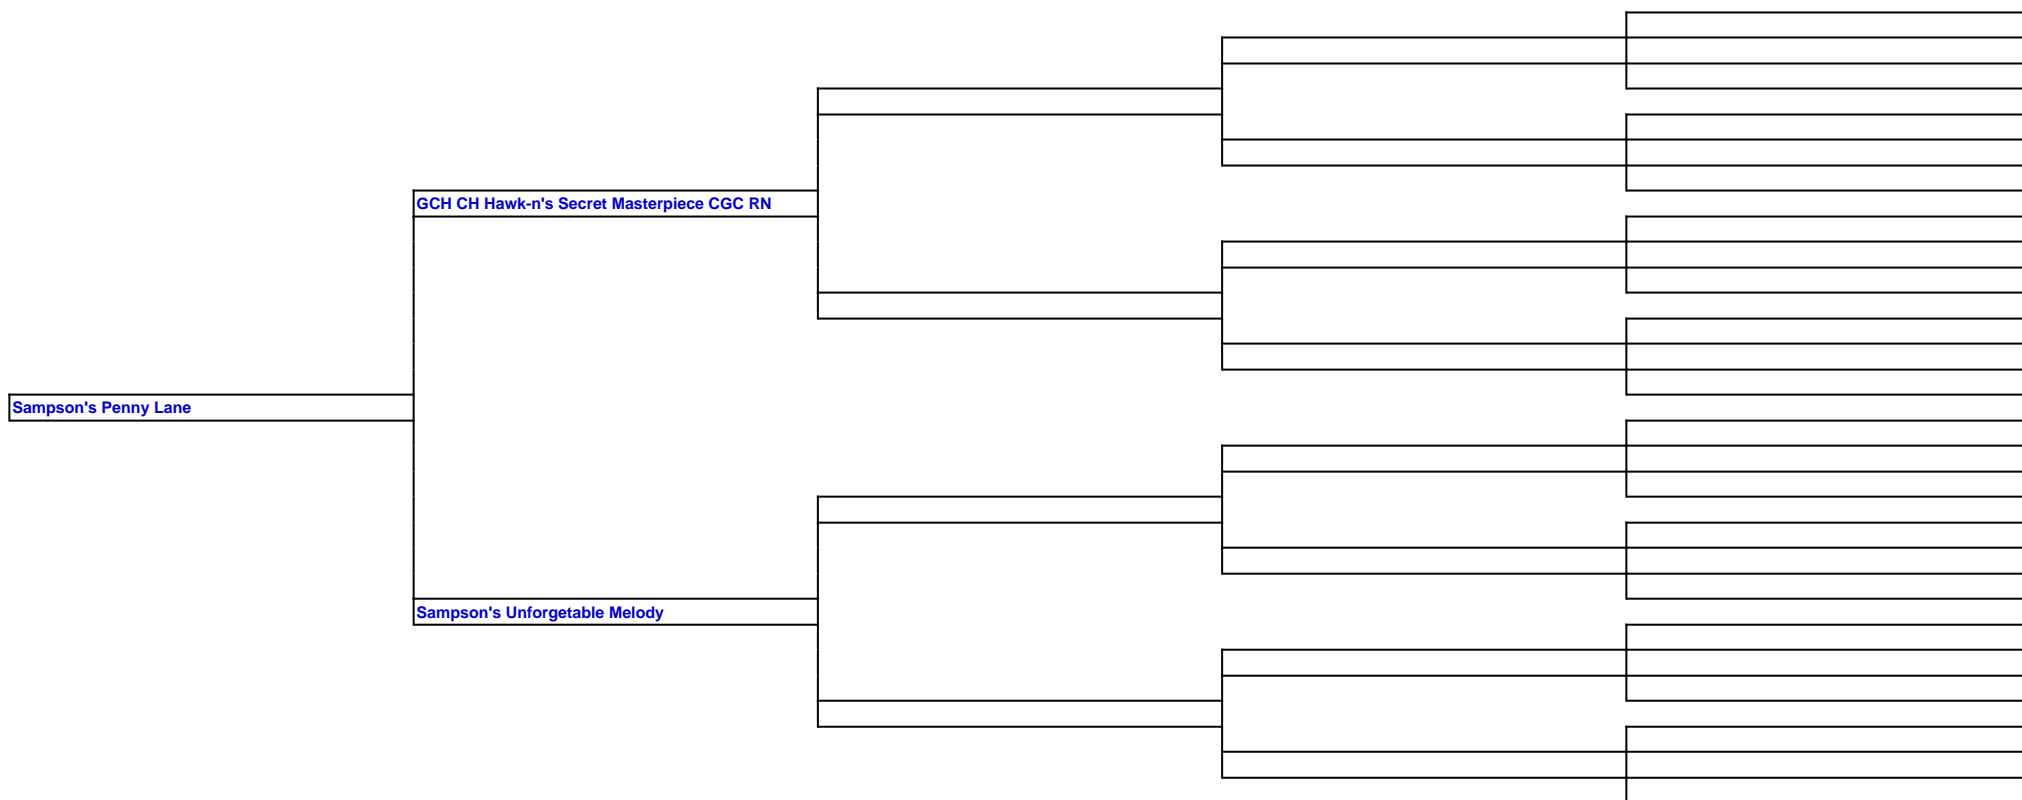 GCH CH Hawk-n's Secret Masterpiece CGC RN
Sampson's Penny Lane
Sampson's Unforgetable Melody